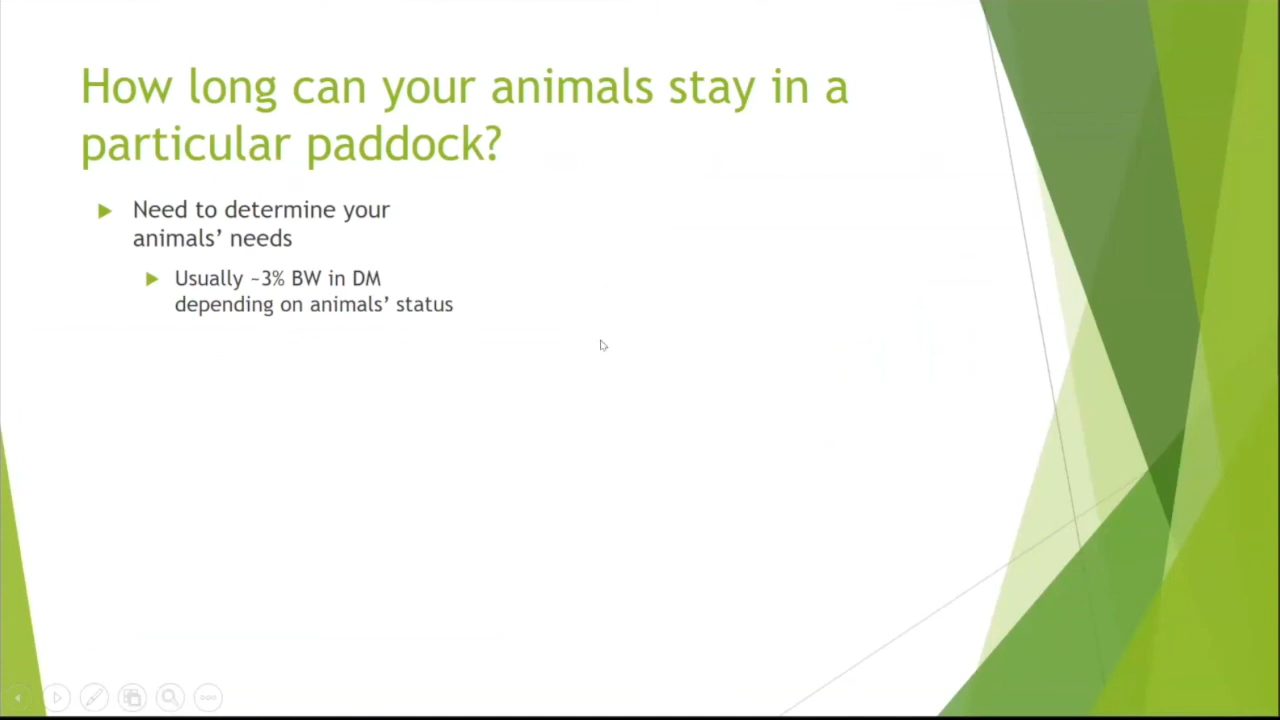 How long can your animals stay in a
particular paddock?
Need to determine your
animals’ needs
Usually ~3% BW in DM
depending on animals’ status